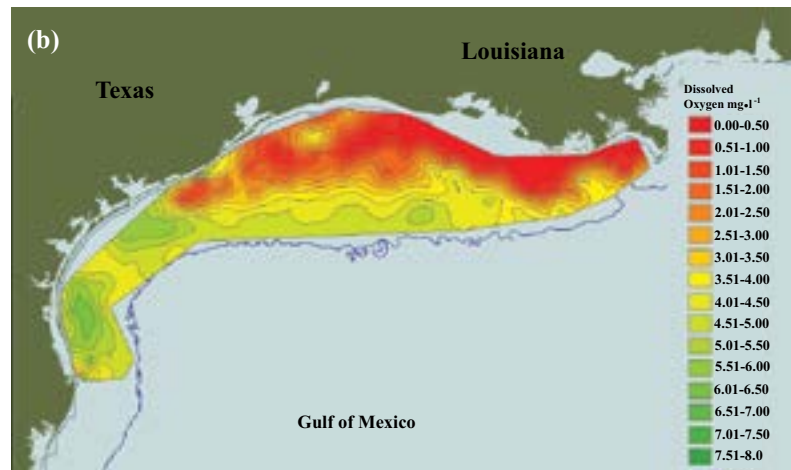 (b)
Louisiana
Texas
Dissolved
Oxygen mg•l⁻¹
0.00-0.50
0.51-1.00
1.01-1.50
1.51-2.00
2.01-2.50
2.51-3.00
3.01-3.50
3.51-4.00
4.01-4.50
4.51-5.00
5.01-5.50
5.51-6.00
6.01-6.50
6.51-7.00
7.01-7.50
7.51-8.0
Gulf of Mexico